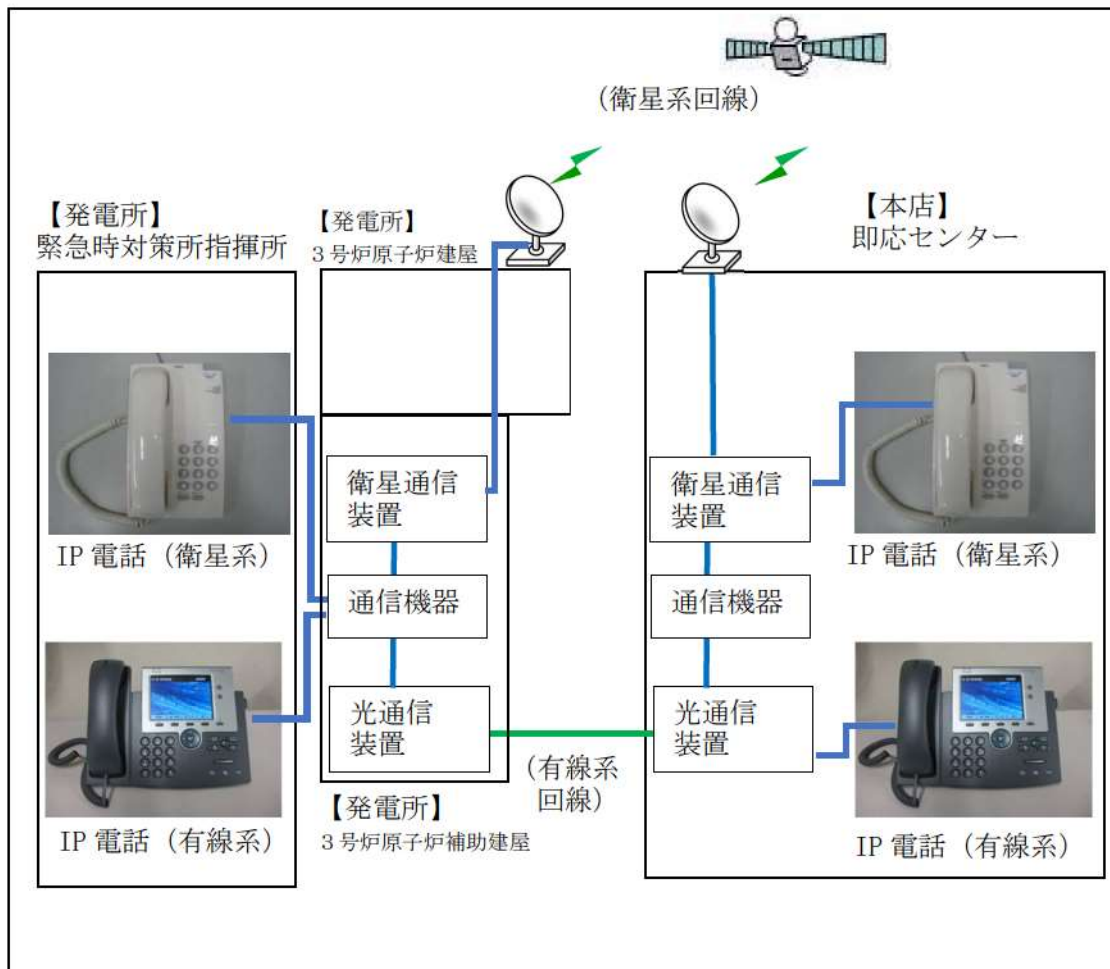 （衛星系回線）
【発電所】
緊急時対策所指揮所
【発電所】
３号炉原子炉建屋
【本店】
即応センター
衛星通信
装置
IP 電話（衛星系）
通信機器
光通信
装置
IP 電話（有線系）
（有線系
回線）
【発電所】
３号炉原子炉補助建屋
衛星通信
装置
IP 電話（衛星系）
通信機器
光通信
装置
IP 電話（有線系）